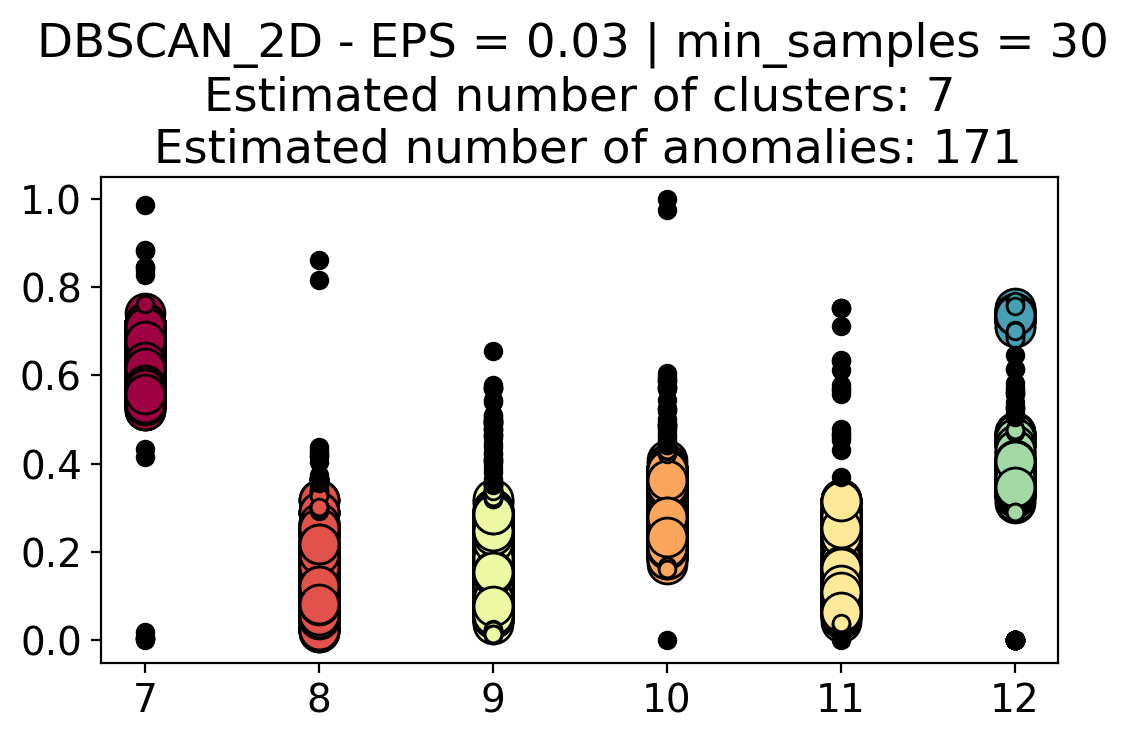 DBSCAN_2D - EPS = 0.03 | min_samples = 30
Estimated number of clusters: 7
Estimated number of anomalies: 171
1.0
0.8
0.6
0.4
0.2
0.0
7 8 9 10 11 12